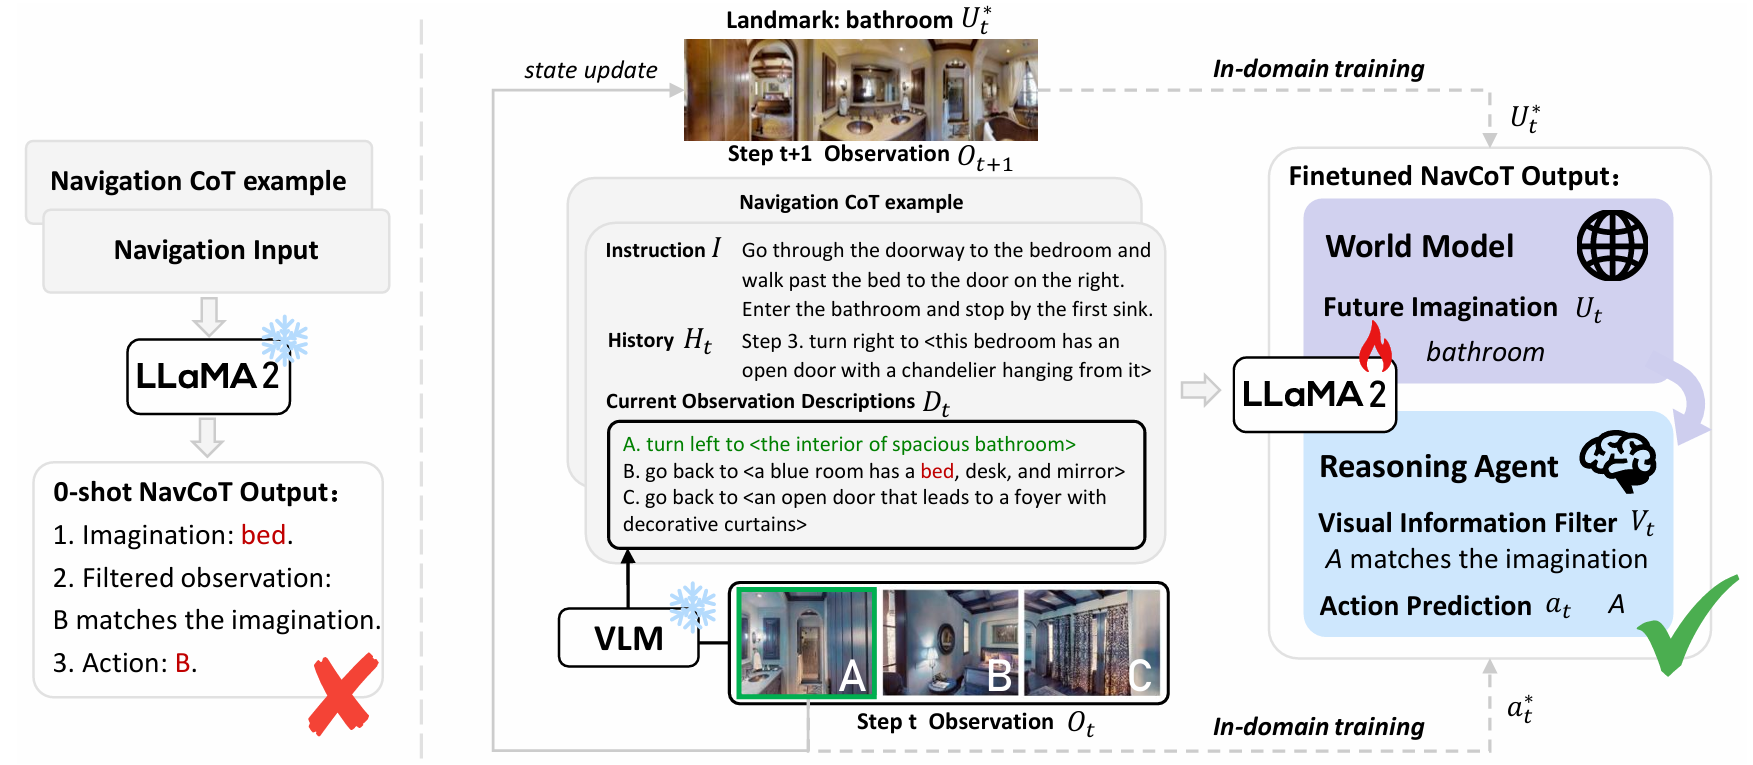 Navigation CoT example
Navigation Input
LLaMA 2
0-shot NavCoT Output:
1. Imagination: bed.
2. Filtered observation:
B matches the imagination.
3. Action: B.
Landmark: bathroom U_t^*
state update
Step t+1 Observation O_{t+1}
Navigation CoT example
Instruction I Go through the doorway to the bedroom and
walk past the bed to the door on the right.
Enter the bathroom and stop by the first sink.
History H_t Step 3. turn right to <this bedroom has an
open door with a chandelier hanging from it>
Current Observation Descriptions D_t
A. turn left to <the interior of spacious bathroom>
B. go back to <a blue room has a bed, desk, and mirror>
C. go back to <an open door that leads to a foyer with
decorative curtains>
VLM
A B C
Step t Observation O_t
In-domain training
U_t^*
Finetuned NavCoT Output:
World Model
Future Imagination U_t
bathroom
LLaMA 2
Reasoning Agent
Visual Information Filter V_t
A matches the imagination
Action Prediction a_t A
In-domain training
a_t^*